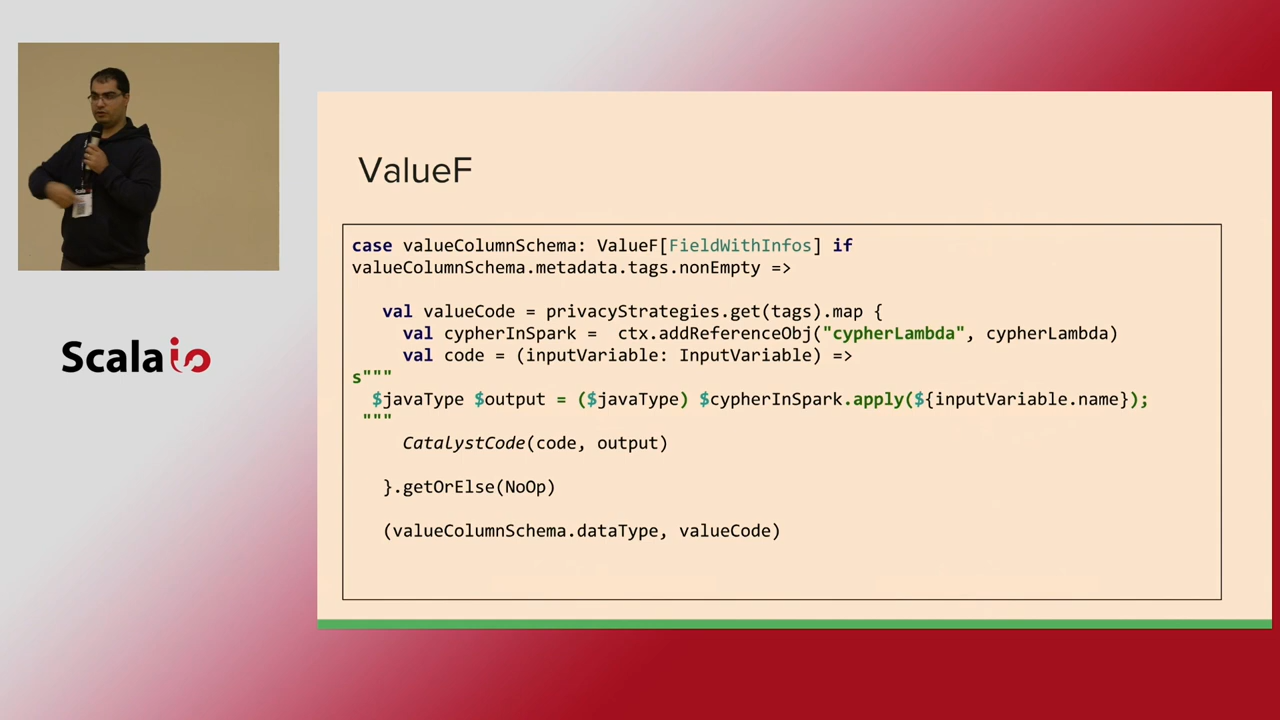 Scala io
ValueF
case valueColumnSchema: ValueF[FieldWithInfos] if
valueColumnSchema.metadata.tags.nonEmpty =>
val valueCode = privacyStrategies.get(tags).map {
val cypherInSpark = ctx.addReferenceObj("cypherLambda", cypherLambda)
val code = (inputVariable: InputVariable) =>
s"""
$javaType $output = ($javaType) $cypherInSpark.apply(${inputVariable.name});
"""
CatalystCode(code, output)
}.getOrElse(NoOp)
(valueColumnSchema.dataType, valueCode)